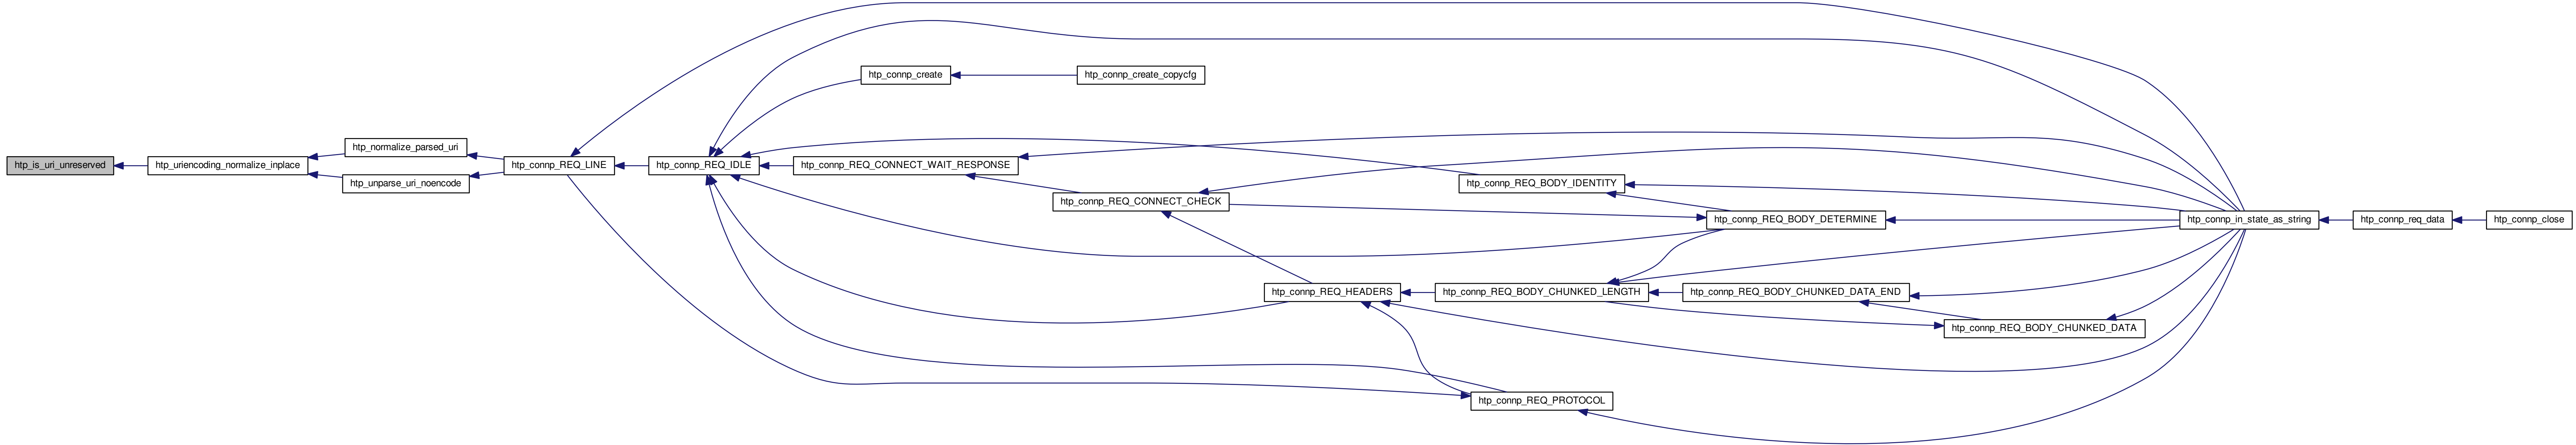 htp_is_uri_unreserved
htp_uriencoding_normalize_inplace
htp_normalize_parsed_uri
htp_unparse_uri_noencode
htp_connp_REQ_LINE
htp_connp_REQ_IDLE
htp_connp_create
htp_connp_create_copycfg
htp_connp_REQ_CONNECT_WAIT_RESPONSE
htp_connp_REQ_CONNECT_CHECK
htp_connp_REQ_HEADERS
htp_connp_REQ_BODY_IDENTITY
htp_connp_REQ_BODY_CHUNKED_LENGTH
htp_connp_REQ_PROTOCOL
htp_connp_REQ_BODY_DETERMINE
htp_connp_REQ_BODY_CHUNKED_DATA_END
htp_connp_REQ_BODY_CHUNKED_DATA
htp_connp_in_state_as_string
htp_connp_req_data
htp_connp_close